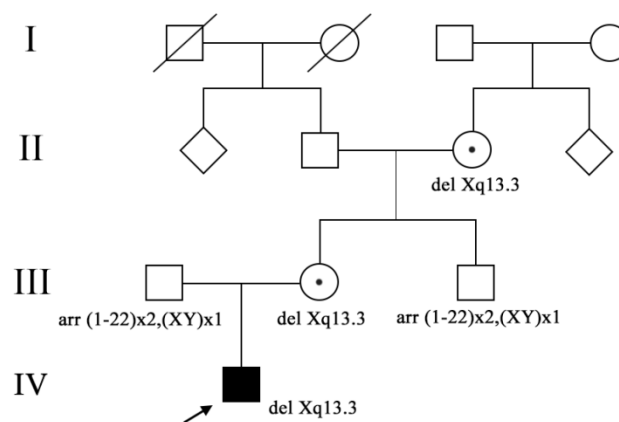 I
II
del Xq13.3
III
arr (1-22)x2,(XY)x1
del Xq13.3
arr (1-22)x2,(XY)x1
IV
del Xq13.3